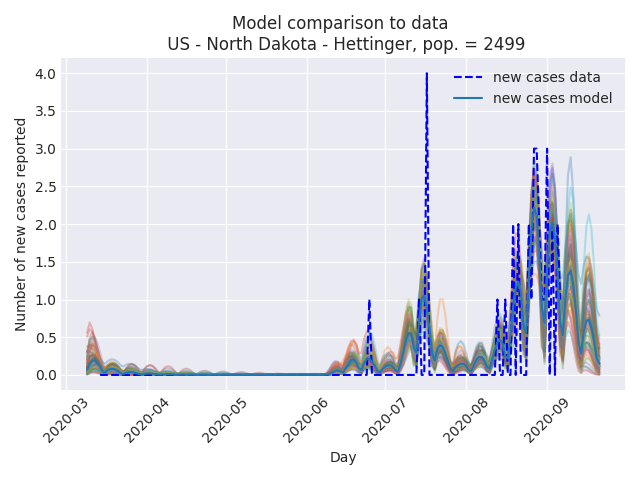 Model comparison to data
US - North Dakota - Hettinger, pop. = 2499
new cases data
new cases model
Number of new cases reported
4.0
3.5
3.0
2.5
2.0
1.5
1.0
0.5
0.0
2020-03
2020-04
2020-05
2020-06
2020-07
2020-08
2020-09
Day